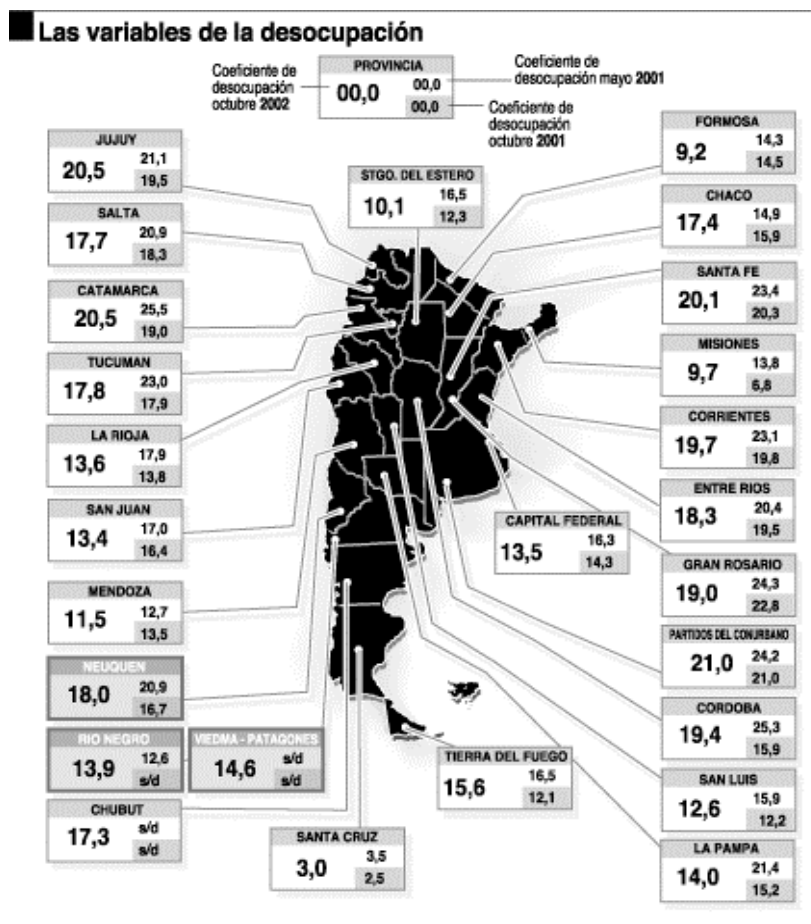 Las variables de la desocupación
Coeficiente de
desocupación
octubre 2002
PROVINCIA
00,0 00,0
00,0
Coeficiente de
desocupación mayo 2001
Coeficiente de
desocupación
octubre 2001
JUJUY
20,5 21,1
19,5
SALTA
17,7 20,9
18,3
CATAMARCA
20,5 25,5
19,0
TUCUMAN
17,8 23,0
17,9
LA RIOJA
13,6 17,9
13,8
SAN JUAN
13,4 17,0
16,4
MENDOZA
11,5 12,7
13,5
NEUQUEN
18,0 20,9
16,7
RIO NEGRO
13,9 12,6
s/d
VIEDMA - PATAGONES
14,6 s/d
s/d
CHUBUT
17,3 s/d
s/d
SANTA CRUZ
3,0 3,5
2,5
STGO. DEL ESTERO
10,1 16,5
12,3
CAPITAL FEDERAL
13,5 16,3
14,3
TIERRA DEL FUEGO
15,6 16,5
12,1
FORMOSA
9,2 14,3
14,5
CHACO
17,4 14,9
15,9
SANTA FE
20,1 23,4
20,3
MISIONES
9,7 13,8
6,8
CORRIENTES
19,7 23,1
19,8
ENTRE RIOS
18,3 20,4
19,5
GRAN ROSARIO
19,0 24,3
22,8
PARTIDOS DEL CONURBANO
21,0 24,2
21,0
CORDOBA
19,4 25,3
15,9
SAN LUIS
12,6 15,9
12,2
LA PAMPA
14,0 21,4
15,2